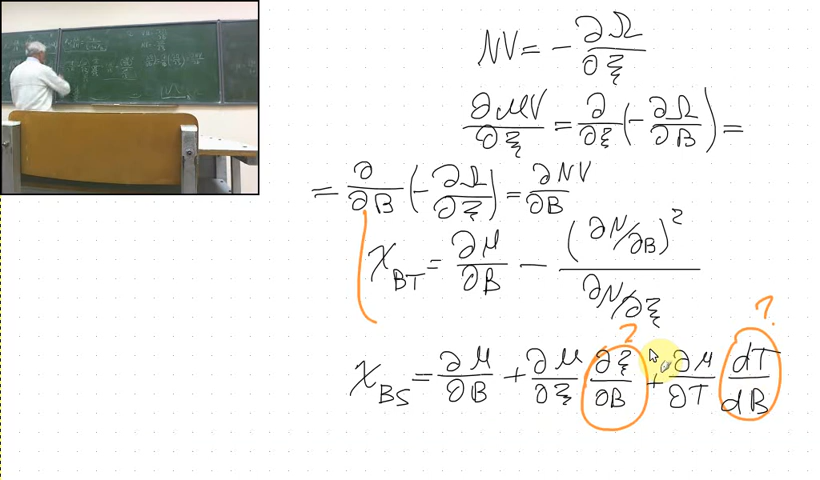 NV = - ∂Ω/∂ξ
∂MV/∂ξ = ∂/∂ξ (- ∂Ω/∂B) =
= ∂/∂B (- ∂Ω/∂ξ) = ∂NV/∂B
χ_BT = ∂M/∂B - (∂N/∂B)² / (∂N/∂ξ)
? ?
χ_BS = ∂M/∂B + ∂M/∂ξ ∂ξ/∂B + ∂M/∂T dT/dB